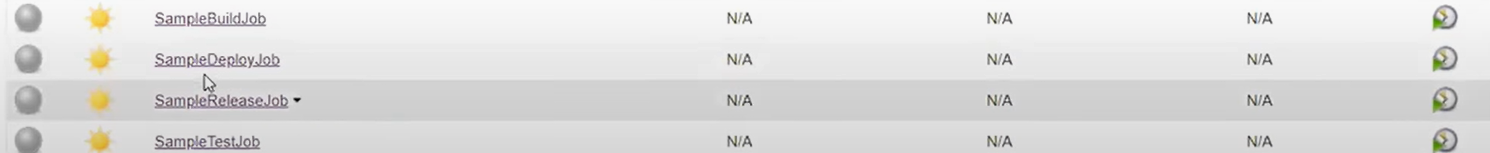 SampleBuildJob N/A N/A N/A
SampleDeployJob N/A N/A N/A
SampleReleaseJob N/A N/A N/A
SampleTestJob N/A N/A N/A